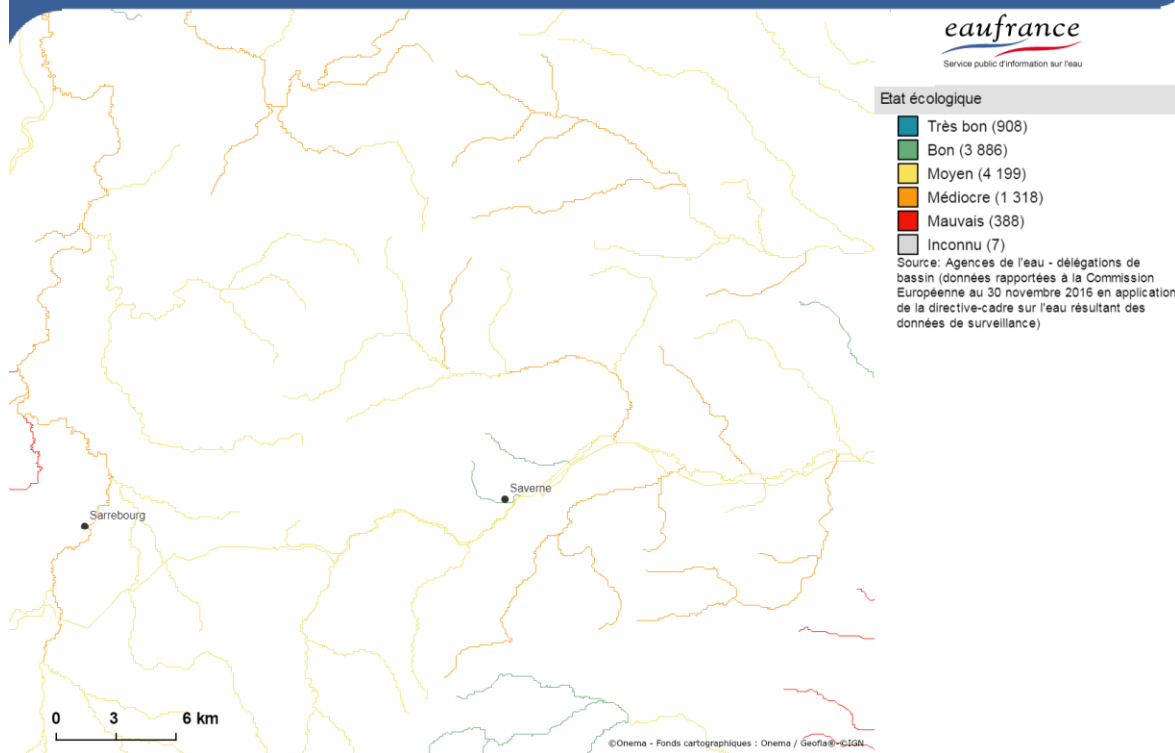 eaufrance
Service public d'information sur l'eau
Etat écologique
Très bon (908)
Bon (3 886)
Moyen (4 199)
Médiocre (1 318)
Mauvais (388)
Inconnu (7)
Source: Agences de l'eau - délégations de
bassin (données rapportées à la Commission
Européenne au 30 novembre 2016 en application
de la directive-cadre sur l'eau résultant des
données de surveillance)
Saverne
Sarrebourg
0 3 6 km
©Onema - Fonds cartographiques : Onema / Geofla®-©IGN